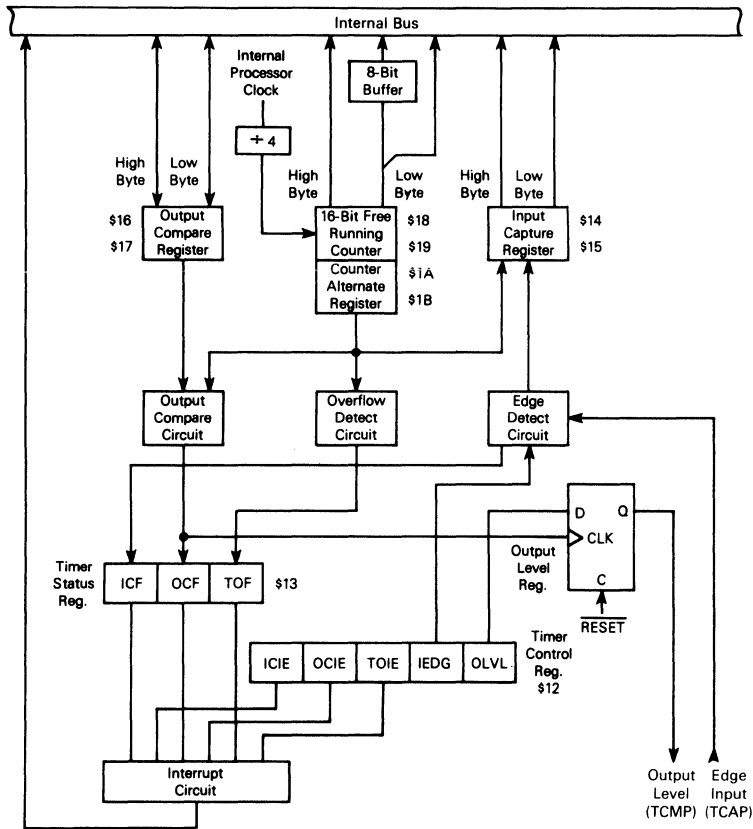 Internal Bus
Internal
Processor
Clock
8-Bit
Buffer
÷ 4
High
Byte
Low
Byte
High
Byte
Low
Byte
High
Byte
Low
Byte
$16
$17
Output
Compare
Register
16-Bit Free
Running
Counter
$18
$19
Counter
Alternate
Register
$1A
$1B
Input
Capture
Register
$14
$15
Output
Compare
Circuit
Overflow
Detect
Circuit
Edge
Detect
Circuit
D
Q
CLK
C
Output
Level
Reg.
RESET
Timer
Status
Reg.
ICF
OCF
TOF
$13
ICIE
OCIE
TOIE
IEDG
OLVL
Timer
Control
Reg.
$12
Interrupt
Circuit
Output
Level
(TCMP)
Edge
Input
(TCAP)